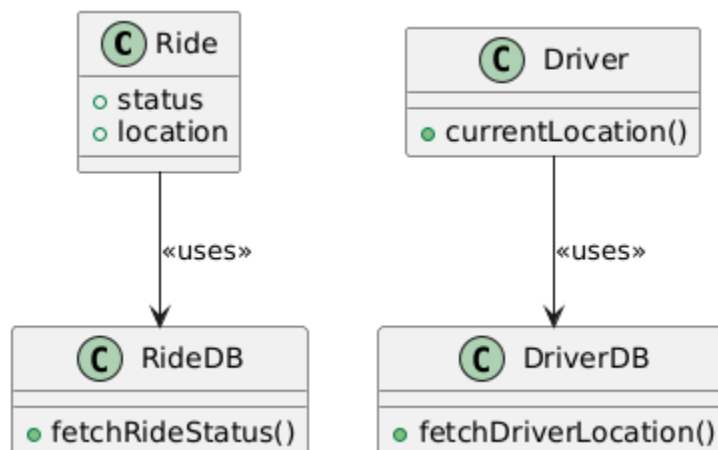 C Ride
status
location
«uses»
C RideDB
fetchRideStatus()
C Driver
currentLocation()
«uses»
C DriverDB
fetchDriverLocation()